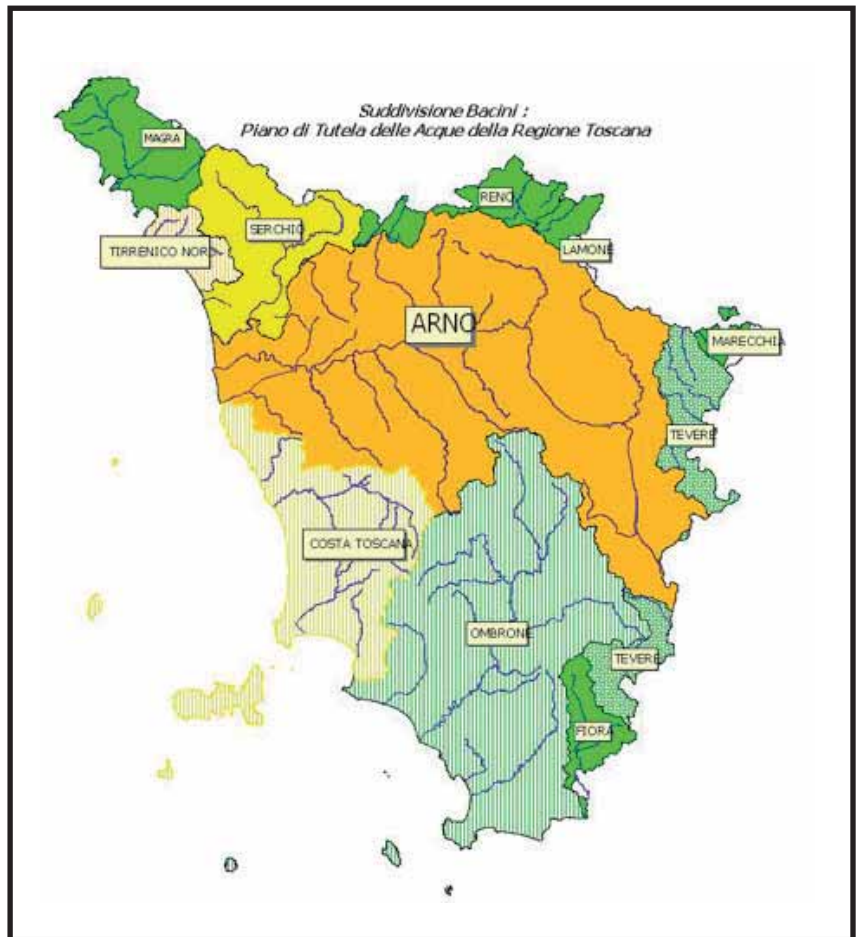 Suddivisione Bacini :
Piano di Tutela delle Acque della Regione Toscana
MAGRA
RENO
SERCHIO
TIRRENICO NORD
LAMONE
ARNO
MARECCHIA
TEVERE
COSTA TOSCANA
OMBRONE
TEVERE
FIORA